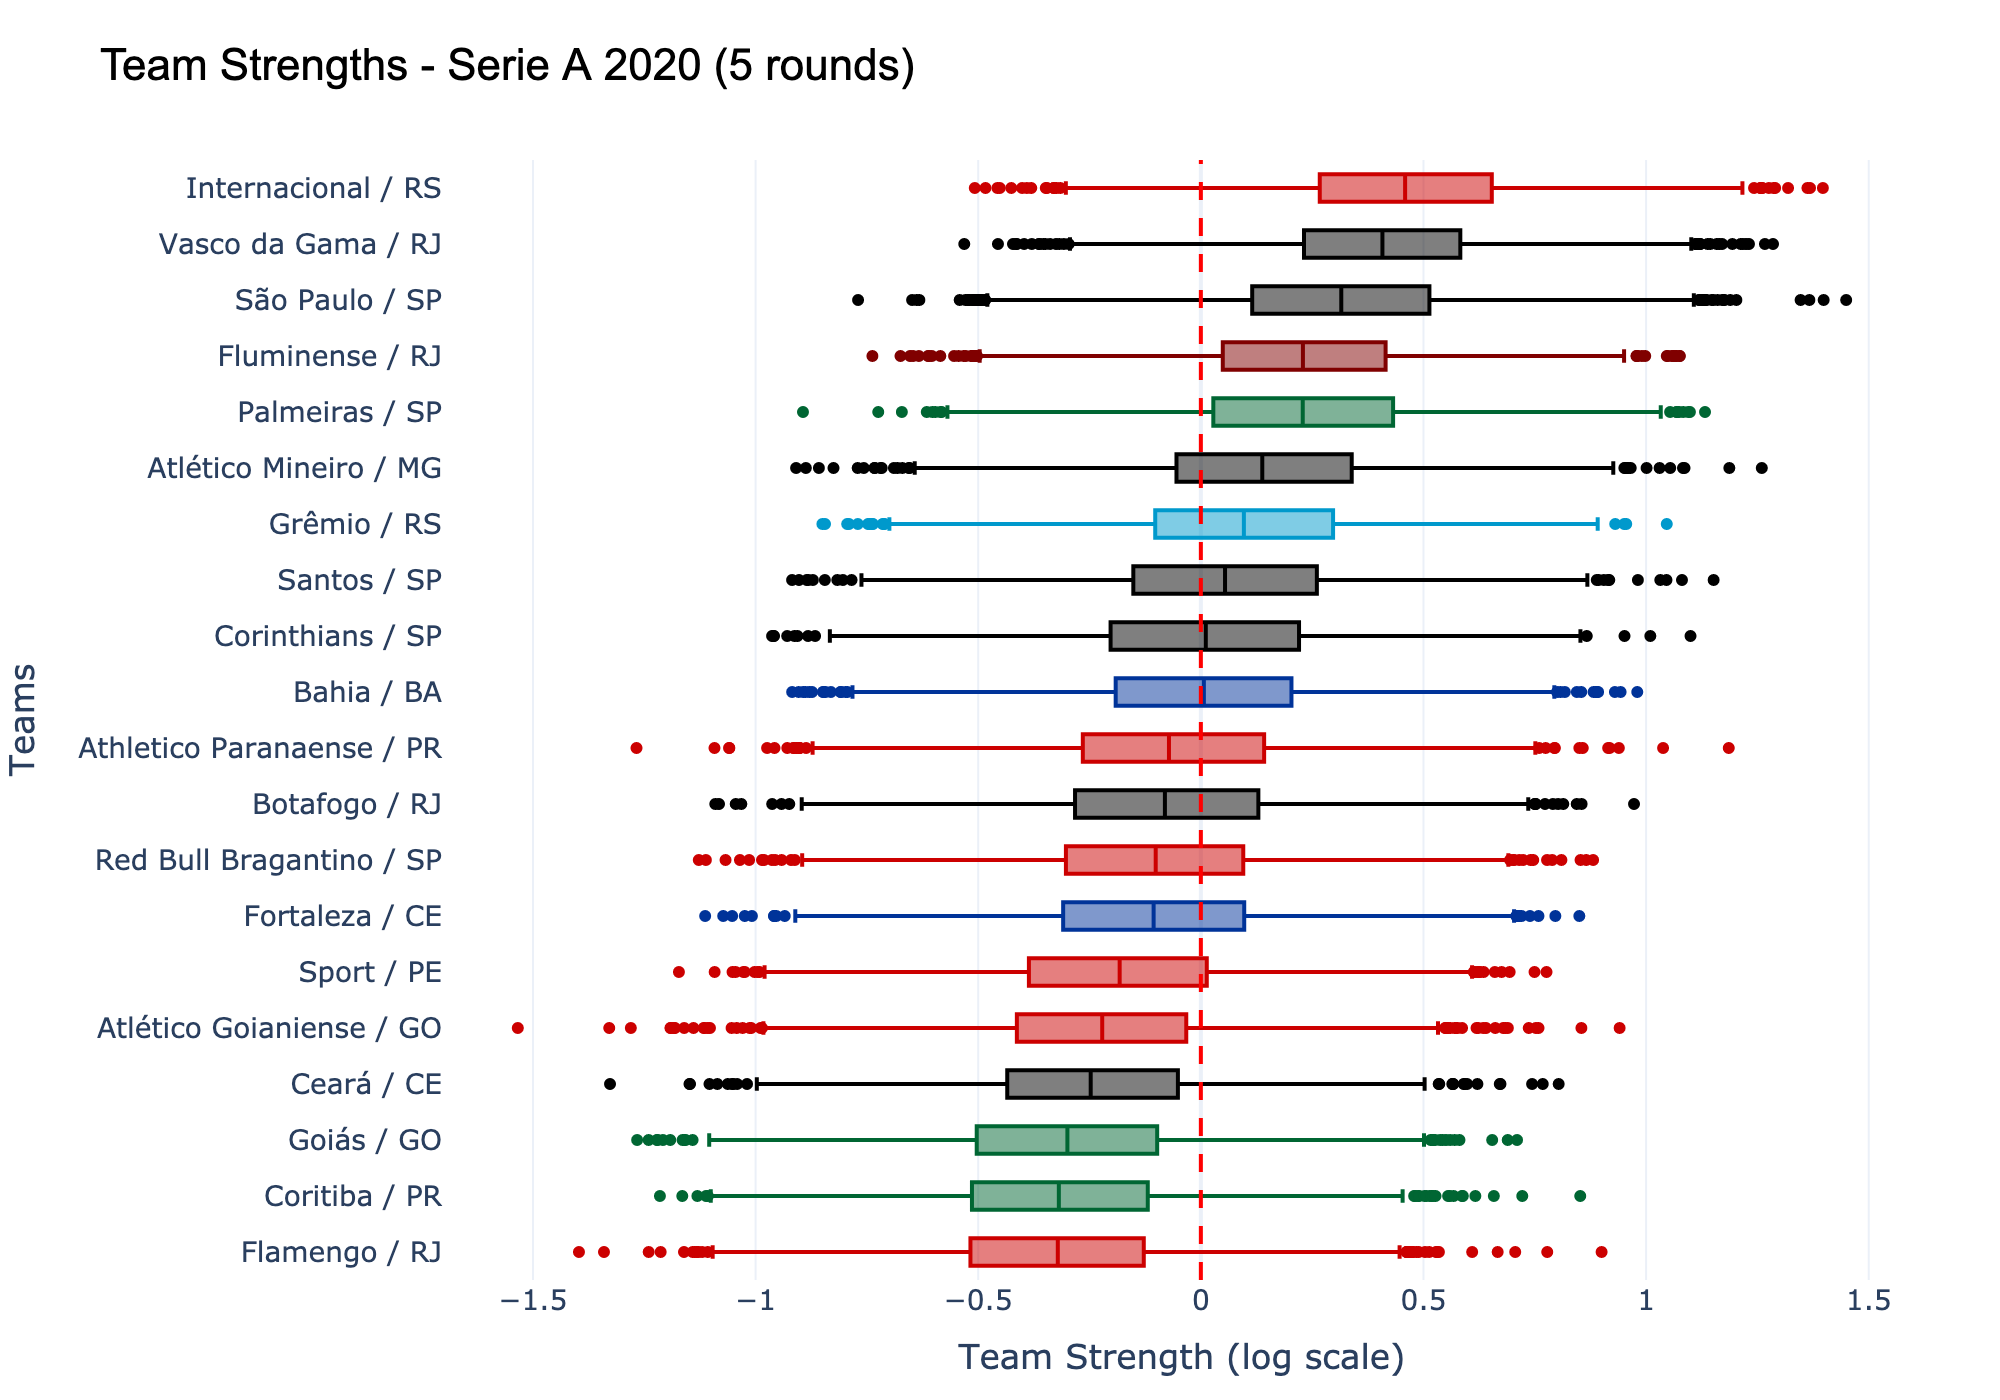 Team Strengths - Serie A 2020 (5 rounds)
Internacional / RS
Vasco da Gama / RJ
São Paulo / SP
Fluminense / RJ
Palmeiras / SP
Atlético Mineiro / MG
Grêmio / RS
Santos / SP
Corinthians / SP
Bahia / BA
Athletico Paranaense / PR
Botafogo / RJ
Red Bull Bragantino / SP
Fortaleza / CE
Sport / PE
Atlético Goianiense / GO
Ceará / CE
Goiás / GO
Coritiba / PR
Flamengo / RJ
Teams
−1.5 −1 −0.5 0 0.5 1 1.5
Team Strength (log scale)